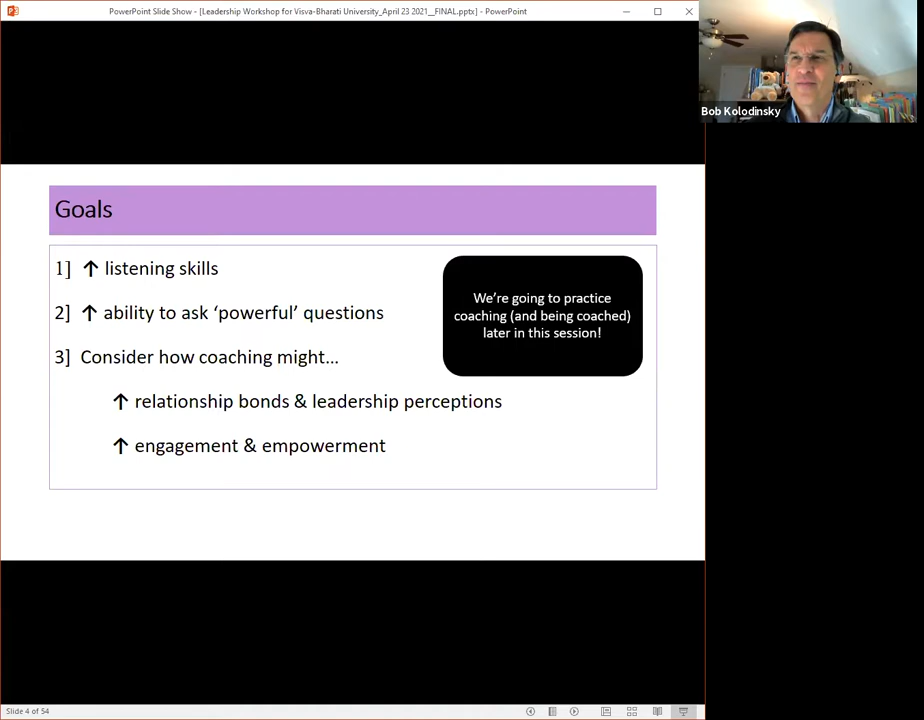 PowerPoint Slide Show - [Leadership Workshop for Visva-Bharati University_April 23 2021__FINAL.pptx] - PowerPoint
Bob Kolodinsky
Goals
1] ↑ listening skills
2] ↑ ability to ask ‘powerful’ questions
3] Consider how coaching might...
↑ relationship bonds & leadership perceptions
↑ engagement & empowerment
We’re going to practice
coaching (and being coached)
later in this session!
Slide 4 of 54